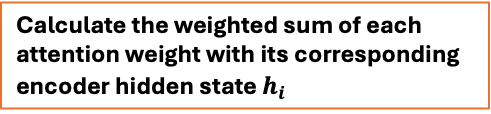 Calculate the weighted sum of each
attention weight with its corresponding
encoder hidden state hᵢ